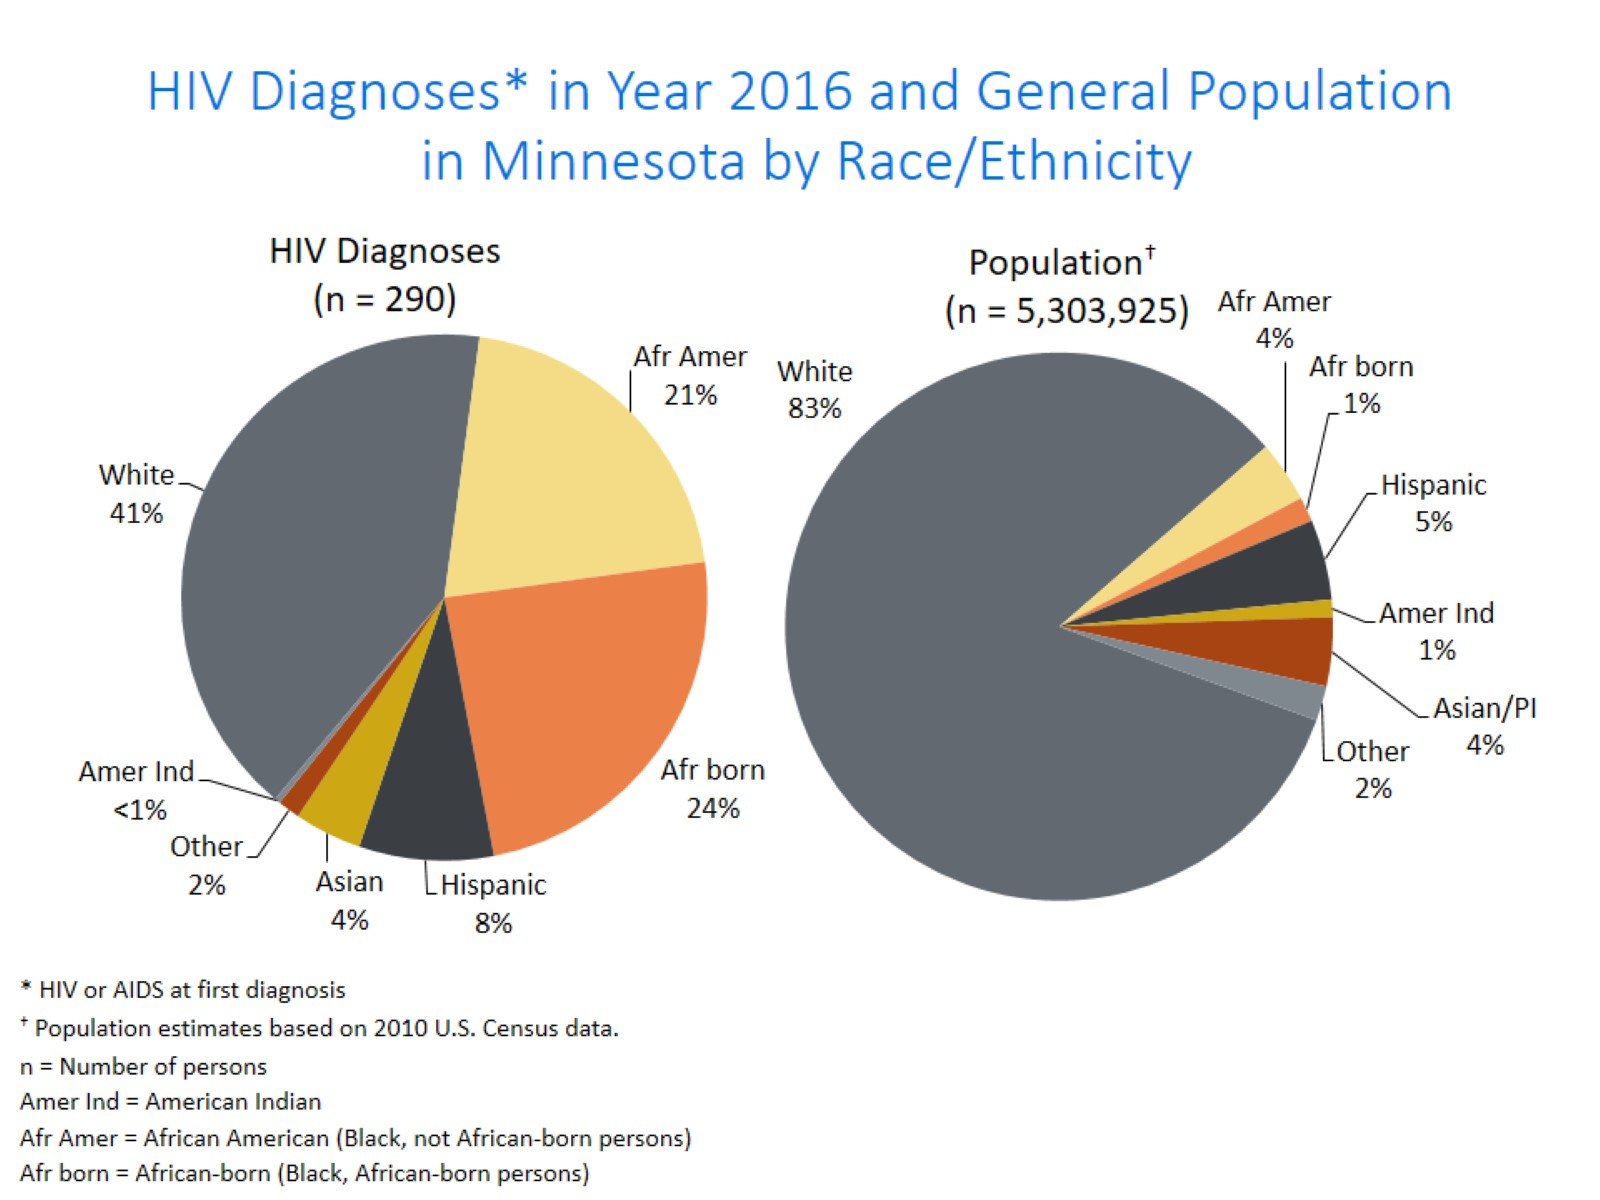 HIV Diagnoses* in Year 2016 and General Population
in Minnesota by Race/Ethnicity
HIV Diagnoses
(n = 290)
Afr Amer
21%
White
41%
Amer Ind
<1%
Other
2%
Asian
4%
Hispanic
8%
Afr born
24%
Population†
(n = 5,303,925)
White
83%
Afr Amer
4%
Afr born
1%
Hispanic
5%
Amer Ind
1%
Asian/PI
4%
Other
2%
* HIV or AIDS at first diagnosis
† Population estimates based on 2010 U.S. Census data.
n = Number of persons
Amer Ind = American Indian
Afr Amer = African American (Black, not African-born persons)
Afr born = African-born (Black, African-born persons)